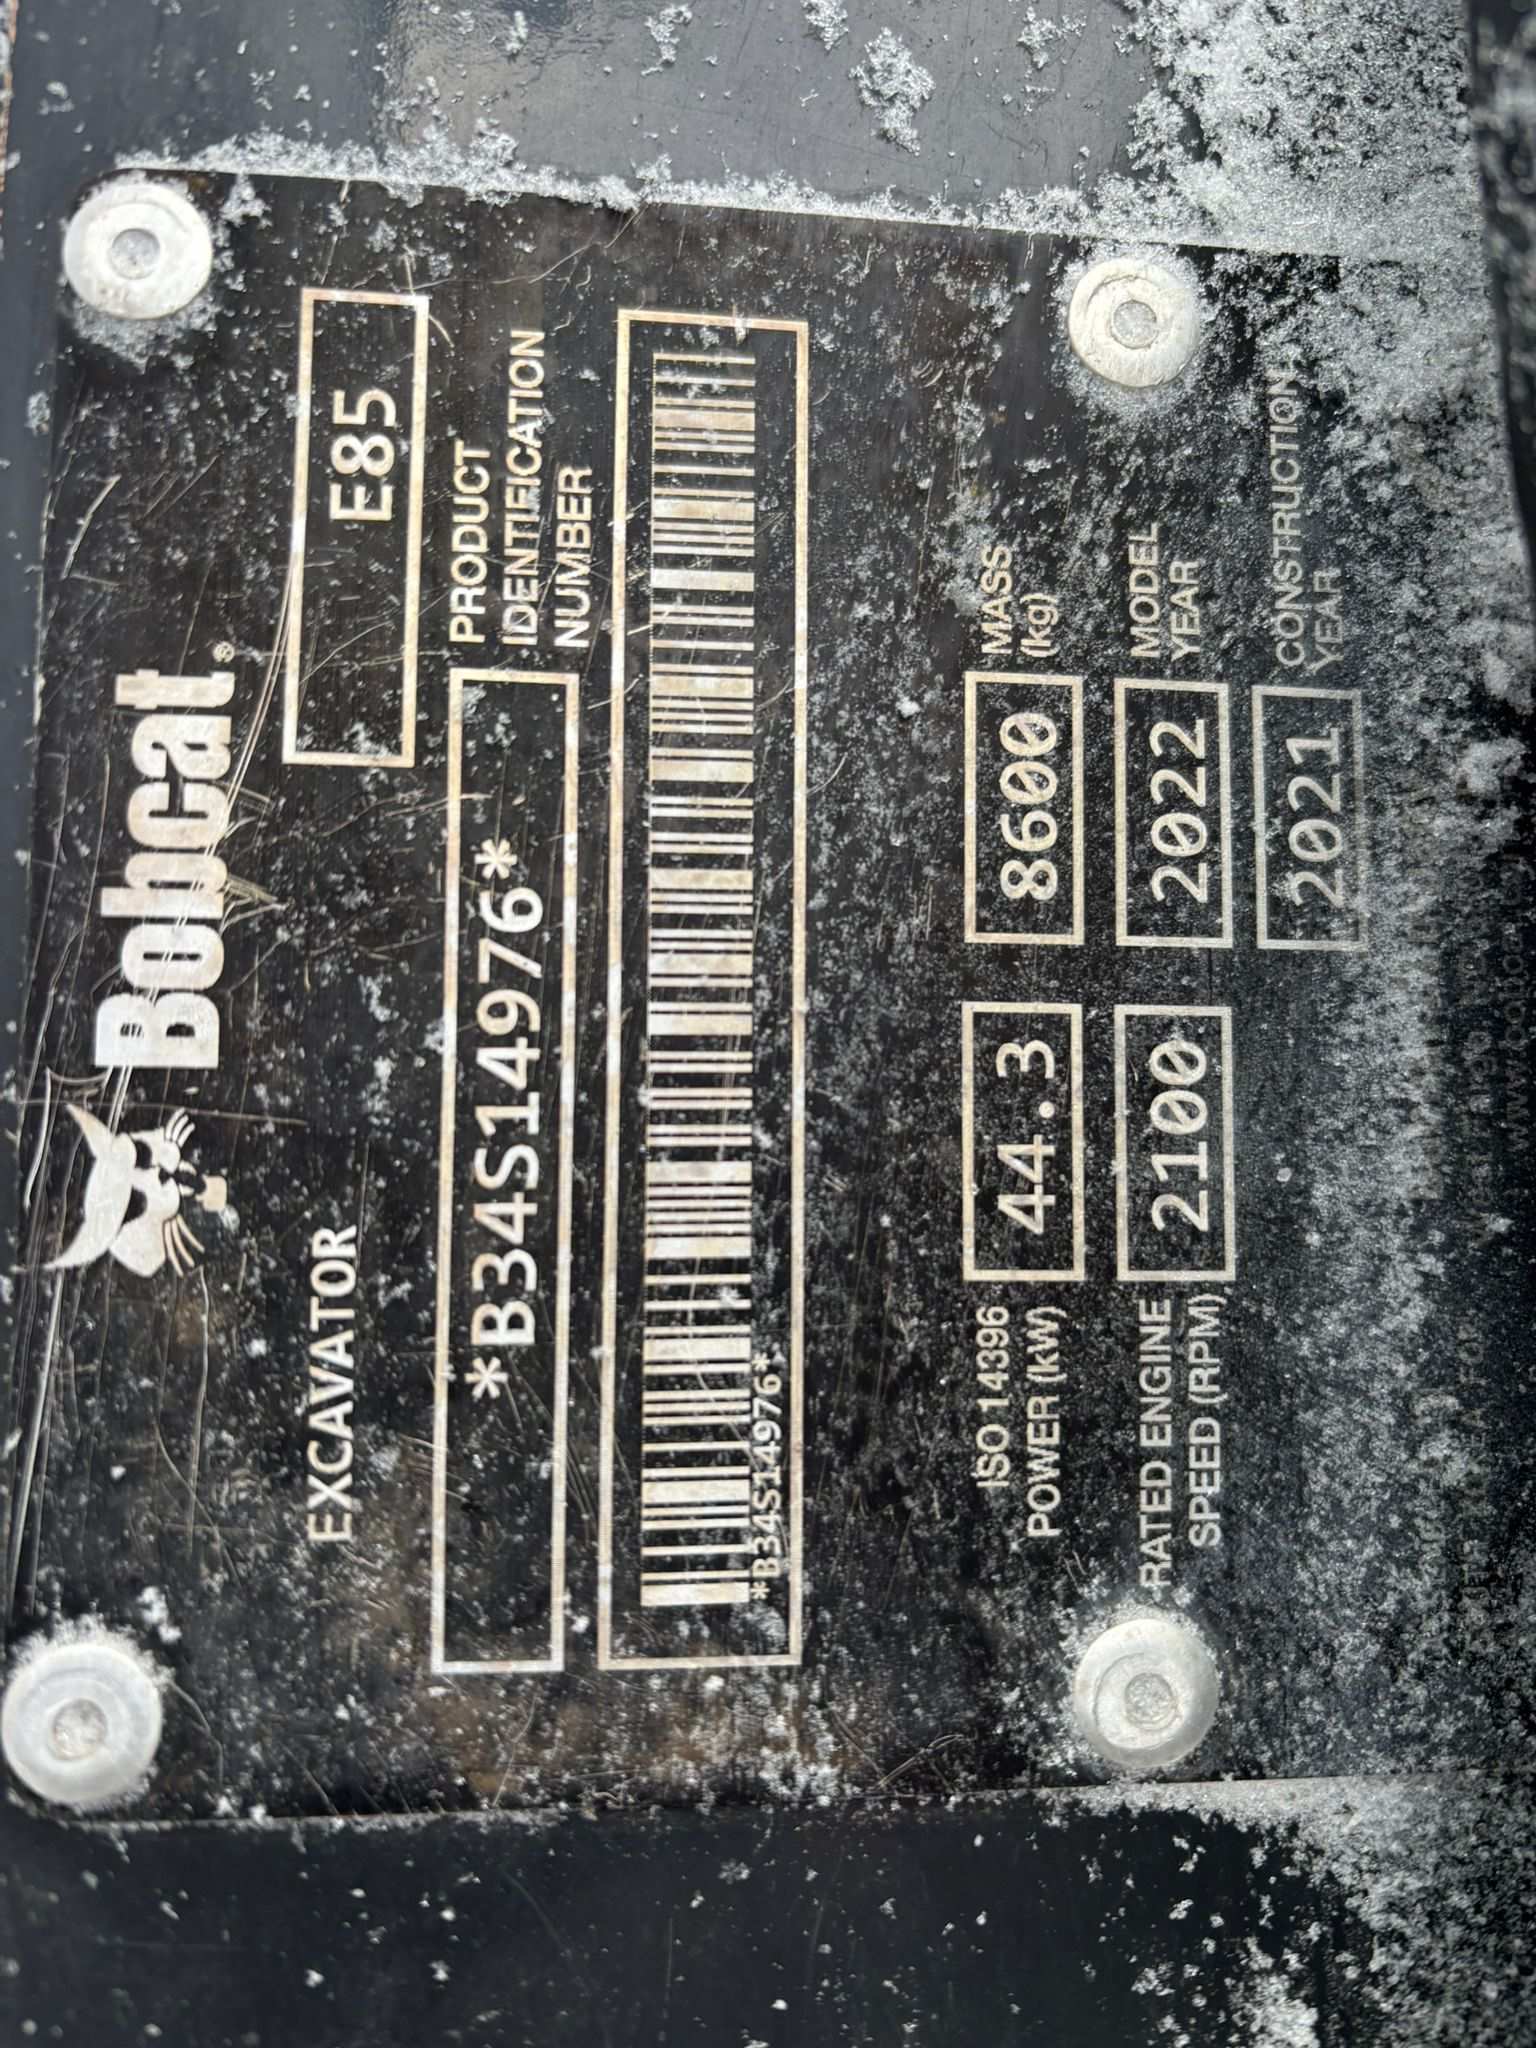 Bobcat®
EXCAVATOR
E85
*B34S14976*
PRODUCT
IDENTIFICATION
NUMBER
*B34S14976*
ISO 14396
POWER (kW)
44.3
8600
MASS
(kg)
RATED ENGINE
SPEED (RPM)
2100
2022
MODEL
YEAR
2021
CONSTRUCTION
YEAR